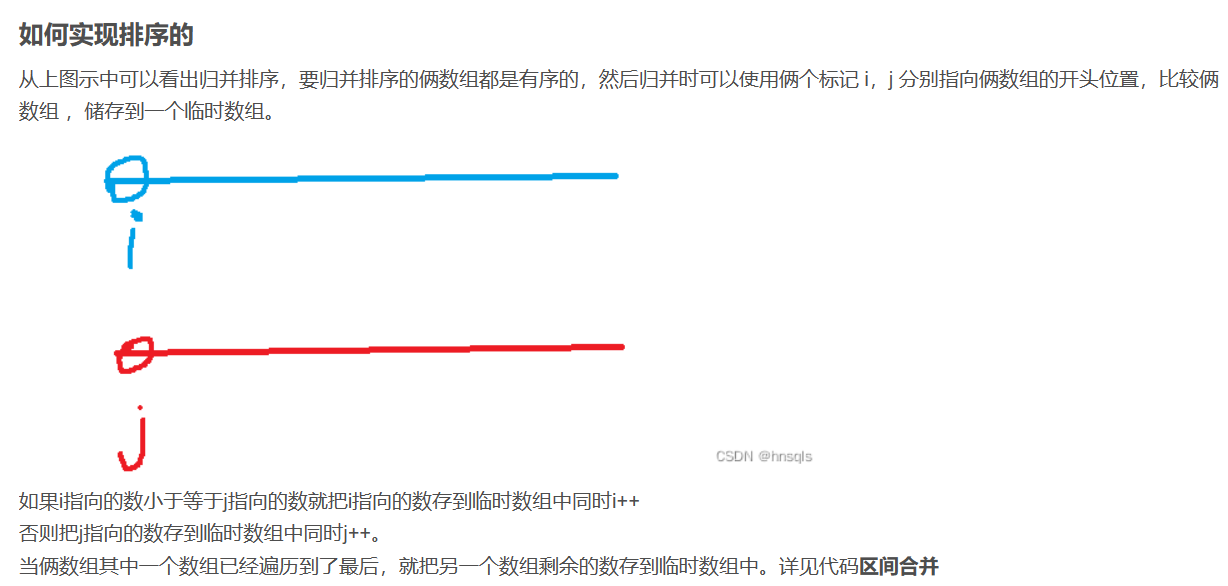 如何实现排序的
从上图示中可以看出归并排序，要归并排序的俩数组都是有序的，然后归并时可以使用俩个标记 i，j 分别指向俩数组的开头位置，比较俩
数组 ，储存到一个临时数组。
i
j
CSDN @hnsqls
如果i指向的数小于等于j指向的数就把i指向的数存到临时数组中同时i++
否则把j指向的数存到临时数组中同时j++。
当俩数组其中一个数组已经遍历到了最后，就把另一个数组剩余的数存到临时数组中。详见代码区间合并